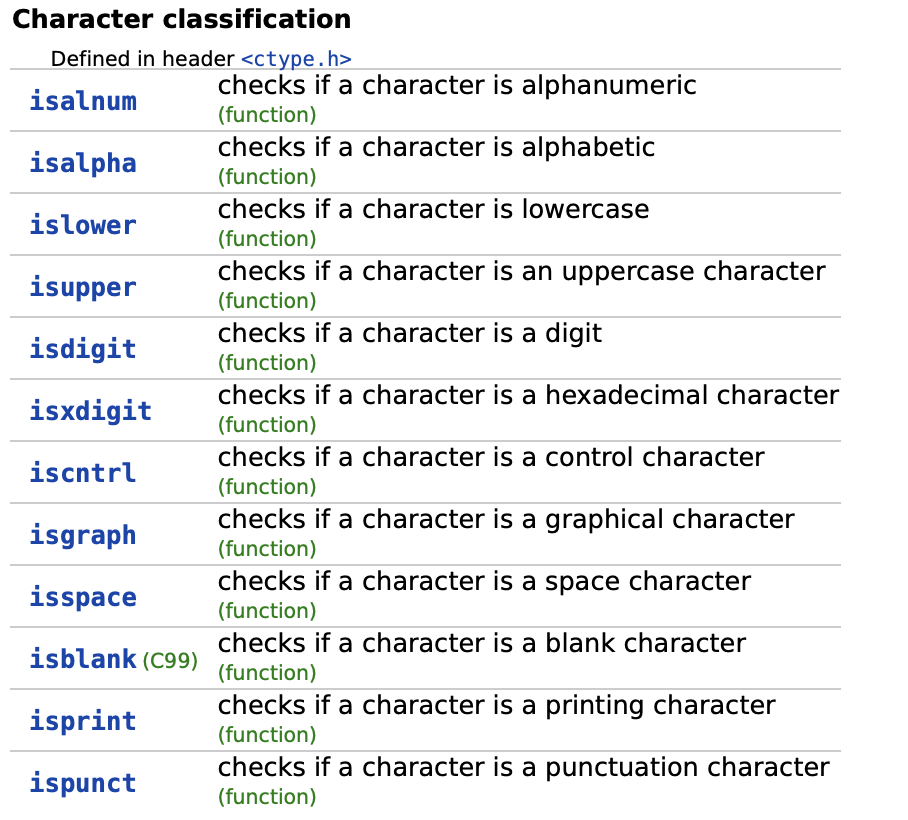 Character classification
Defined in header <ctype.h>
isalnum checks if a character is alphanumeric
(function)
isalpha checks if a character is alphabetic
(function)
islower checks if a character is lowercase
(function)
isupper checks if a character is an uppercase character
(function)
isdigit checks if a character is a digit
(function)
isxdigit checks if a character is a hexadecimal character
(function)
iscntrl checks if a character is a control character
(function)
isgraph checks if a character is a graphical character
(function)
isspace checks if a character is a space character
(function)
isblank (C99) checks if a character is a blank character
(function)
isprint checks if a character is a printing character
(function)
ispunct checks if a character is a punctuation character
(function)